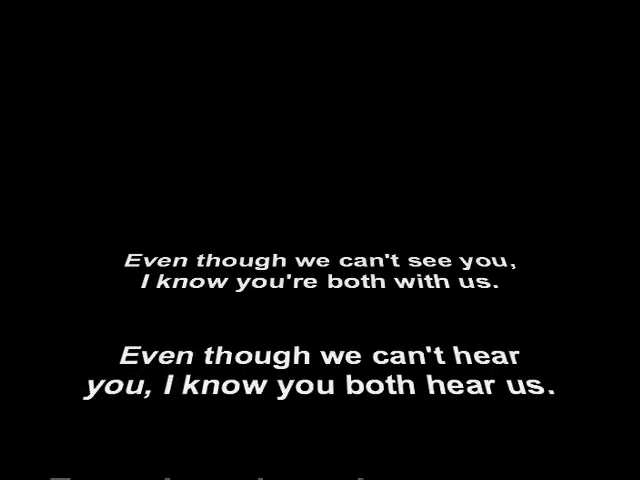 Even though we can't see you,
I know you're both with us.
Even though we can't hear
you, I know you both hear us.